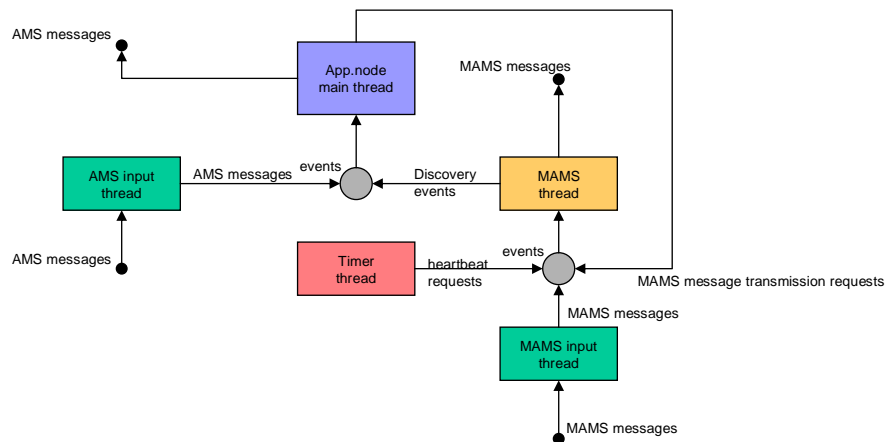 AMS messages
App.node
main thread
MAMS messages
events
AMS input
thread
AMS messages
Discovery
events
MAMS
thread
AMS messages
Timer
thread
heartbeat
requests
events
MAMS message transmission requests
MAMS messages
MAMS input
thread
MAMS messages